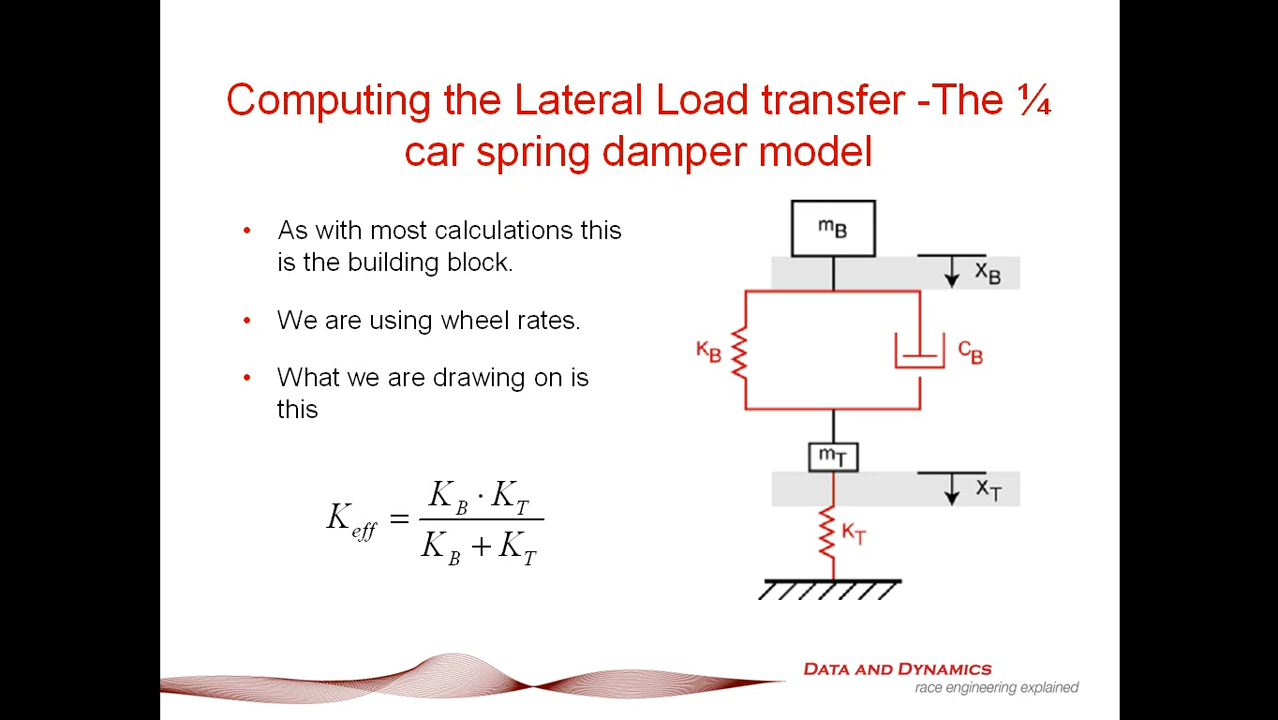 Computing the Lateral Load transfer -The ¼
car spring damper model
• As with most calculations this
is the building block.
• We are using wheel rates.
• What we are drawing on is
this
K_eff = (K_B · K_T) / (K_B + K_T)
m_B
x_B
K_B
C_B
m_T
x_T
K_T
DATA AND DYNAMICS
race engineering explained